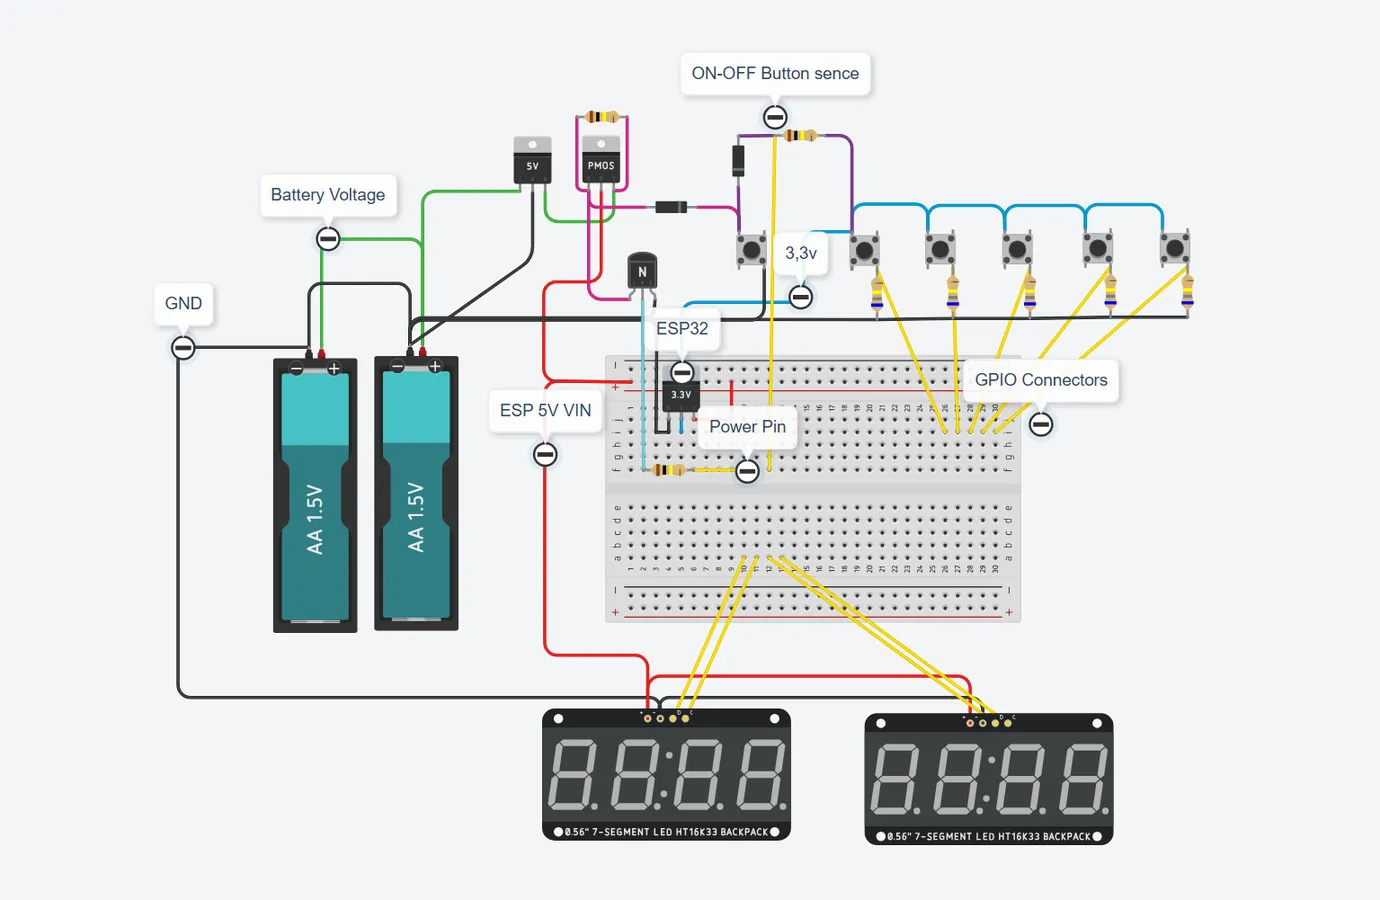 ON-OFF Button sence
5V
PMOS
Battery Voltage
N
3,3v
GND
ESP32
3.3V
GPIO Connectors
ESP 5V VIN
Power Pin
AA 1.5V
AA 1.5V
0.56" 7-SEGMENT LED HT16K33 BACKPACK
0.56" 7-SEGMENT LED HT16K33 BACKPACK